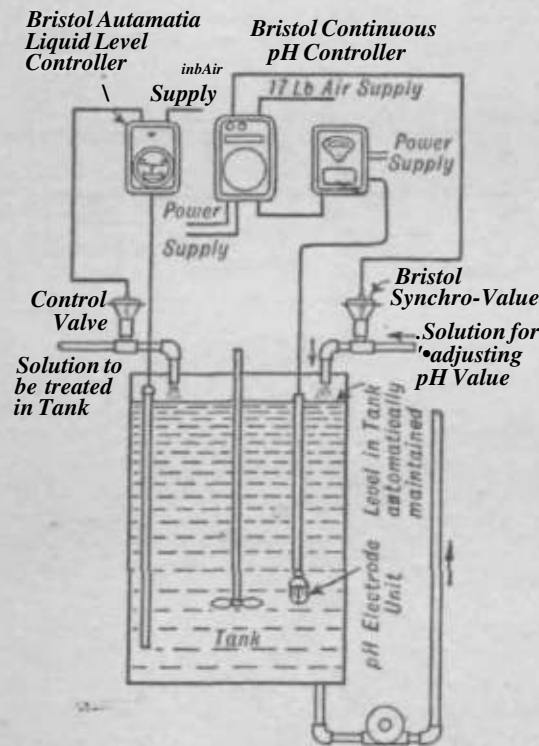 Bristol Autamatia
Liquid Level
Controller
\
inbAir
Supply
Bristol Continuous
pH Controller
17 Lb Air Supply
Power
Supply
Power
Supply
Control
Valve
Bristol
Synchro-Value
Solution to
be treated
in Tank
.Solution for
'•adjusting
pH Value
Level in Tank
automatically
maintained
pH Electrode
Unit
Tank